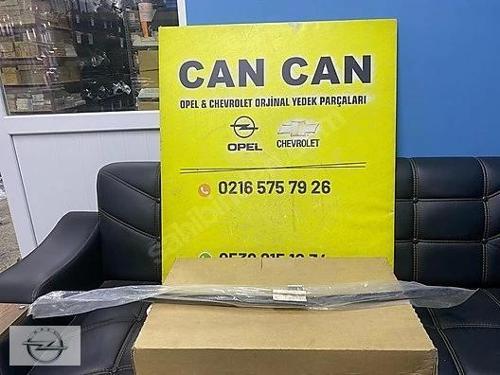 CAN CAN
OPEL & CHEVROLET ORJİNAL YEDEK PARÇALARI
OPEL CHEVROLET
0216 575 79 26